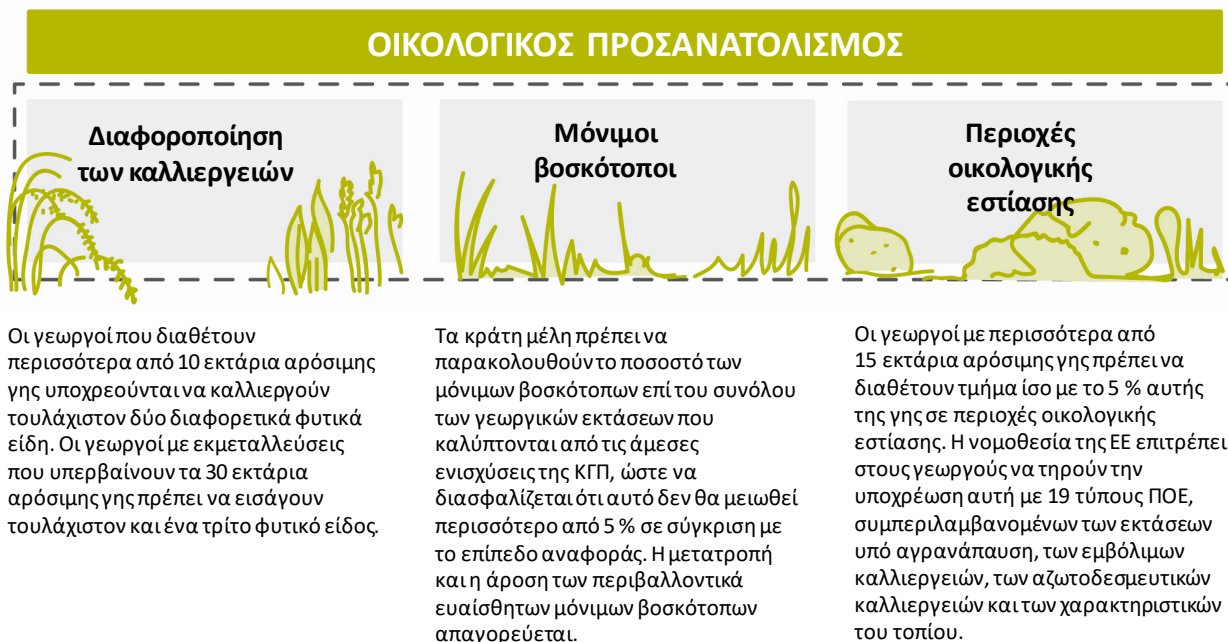 ΟΙΚΟΛΟΓΙΚΟΣ ΠΡΟΣΑΝΑΤΟΛΙΣΜΟΣ
Διαφοροποίηση
των καλλιεργειών
Οι γεωργοί που διαθέτουν
περισσότερα από 10 εκτάρια αρόσιμης
γης υποχρεούνται να καλλιεργούν
τουλάχιστον δύο διαφορετικά φυτικά
είδη. Οι γεωργοί με εκμεταλλεύσεις
που υπερβαίνουν τα 30 εκτάρια
αρόσιμης γης πρέπει να εισάγουν
τουλάχιστον και ένα τρίτο φυτικό είδος.
Μόνιμοι
βοσκότοποι
Τα κράτη μέλη πρέπει να
παρακολουθούν το ποσοστό των
μόνιμων βοσκότοπων επί του συνόλου
των γεωργικών εκτάσεων που
καλύπτονται από τις άμεσες
ενισχύσεις της ΚΓΠ, ώστε να
διασφαλίζεται ότι αυτό δεν θα μειωθεί
περισσότερο από 5 % σε σύγκριση με
το επίπεδο αναφοράς. Η μετατροπή
και η άροση των περιβαλλοντικά
ευαίσθητων μόνιμων βοσκότοπων
απαγορεύεται.
Περιοχές
οικολογικής
εστίασης
Οι γεωργοί με περισσότερα από
15 εκτάρια αρόσιμης γης πρέπει να
διαθέτουν τμήμα ίσο με το 5 % αυτής
της γης σε περιοχές οικολογικής
εστίασης. Η νομοθεσία της ΕΕ επιτρέπει
στους γεωργούς να τηρούν την
υποχρέωση αυτή με 19 τύπους ΠΟΕ,
συμπεριλαμβανομένων των εκτάσεων
υπό αγρανάπαυση, των εμβόλιμων
καλλιεργειών, των αζωτοδεσμευτικών
καλλιεργειών και των χαρακτηριστικών
του τοπίου.